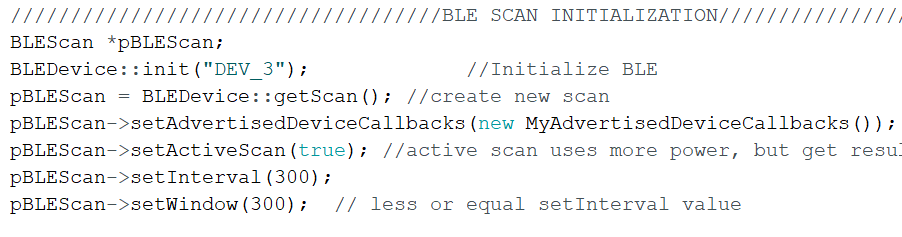 ////////////////////////////////////BLE SCAN INITIALIZATION////////////////
BLEScan *pBLEScan;
BLEDevice::init("DEV_3");             //Initialize BLE
pBLEScan = BLEDevice::getScan(); //create new scan
pBLEScan->setAdvertisedDeviceCallbacks(new MyAdvertisedDeviceCallbacks());
pBLEScan->setActiveScan(true); //active scan uses more power, but get
pBLEScan->setInterval(300);
pBLEScan->setWindow(300);  // less or equal setInterval value